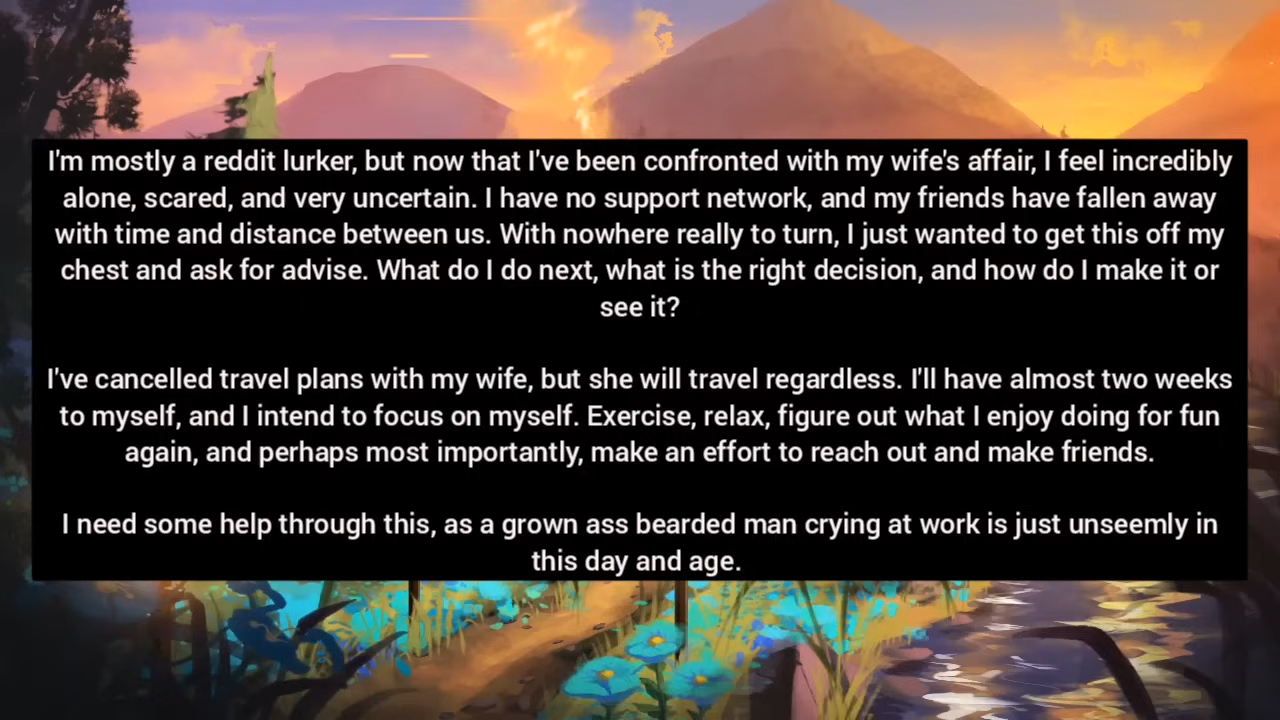 I'm mostly a reddit lurker, but now that I've been confronted with my wife's affair, I feel incredibly
alone, scared, and very uncertain. I have no support network, and my friends have fallen away
with time and distance between us. With nowhere really to turn, I just wanted to get this off my
chest and ask for advise. What do I do next, what is the right decision, and how do I make it or
see it?
I've cancelled travel plans with my wife, but she will travel regardless. I'll have almost two weeks
to myself, and I intend to focus on myself. Exercise, relax, figure out what I enjoy doing for fun
again, and perhaps most importantly, make an effort to reach out and make friends.
I need some help through this, as a grown ass bearded man crying at work is just unseemly in
this day and age.